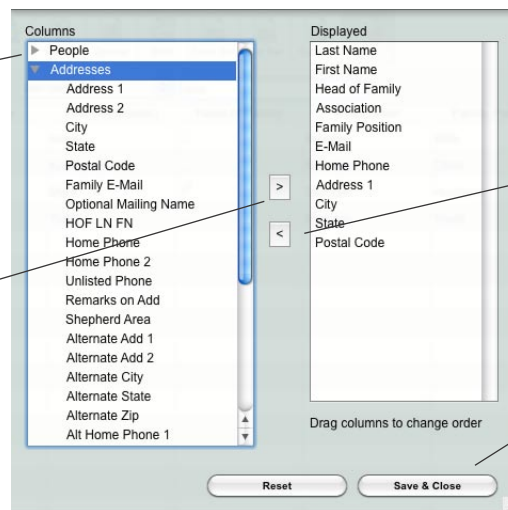 Columns
People
Addresses
Address 1
Address 2
City
State
Postal Code
Family E-Mail
Optional Mailing Name
HOF LN FN
Home Phone
Home Phone 2
Unlisted Phone
Remarks on Add
Shepherd Area
Alternate Add 1
Alternate Add 2
Alternate City
Alternate State
Alternate Zip
Alt Home Phone 1
>
<
Displayed
Last Name
First Name
Head of Family
Association
Family Position
E-Mail
Home Phone
Address 1
City
State
Postal Code
Drag columns to change order
Reset
Save & Close